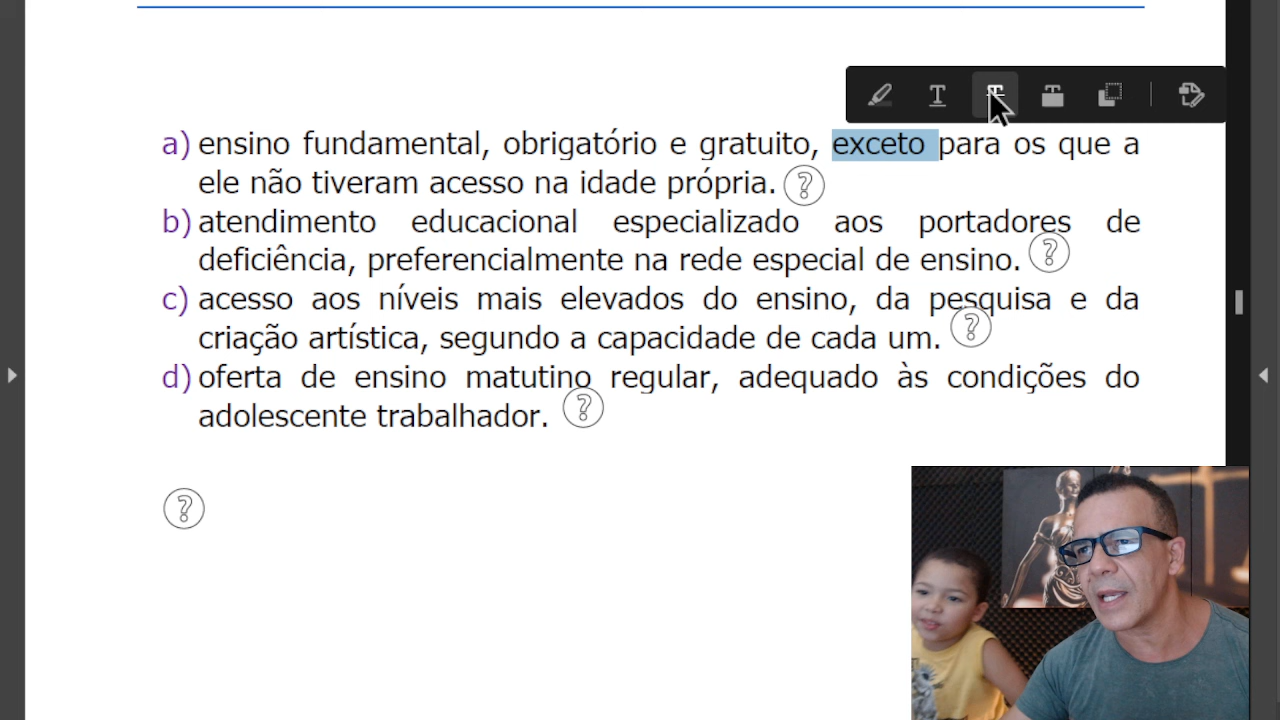 a) ensino fundamental, obrigatório e gratuito, exceto para os que a
ele não tiveram acesso na idade própria. ?
b) atendimento educacional especializado aos portadores de
deficiência, preferencialmente na rede especial de ensino. ?
c) acesso aos níveis mais elevados do ensino, da pesquisa e da
criação artística, segundo a capacidade de cada um. ?
d) oferta de ensino matutino regular, adequado às condições do
adolescente trabalhador. ?
?